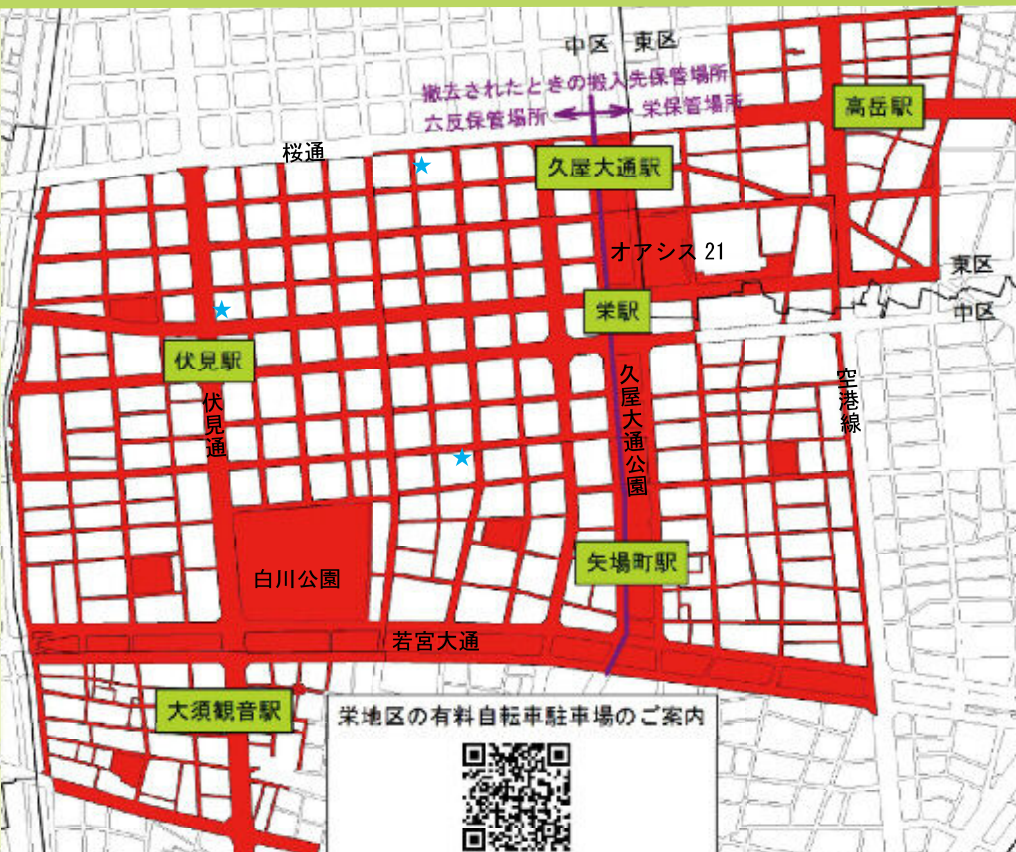 中区 東区
撤去されたときの搬入先保管場所
六反保管場所 栄保管場所
高岳駅
桜通
久屋大通駅
オアシス 21
東区
中区
栄駅
伏見駅
伏見通
久屋大通公園
空港線
矢場町駅
白川公園
若宮大通
大須観音駅
栄地区の有料自転車駐車場のご案内